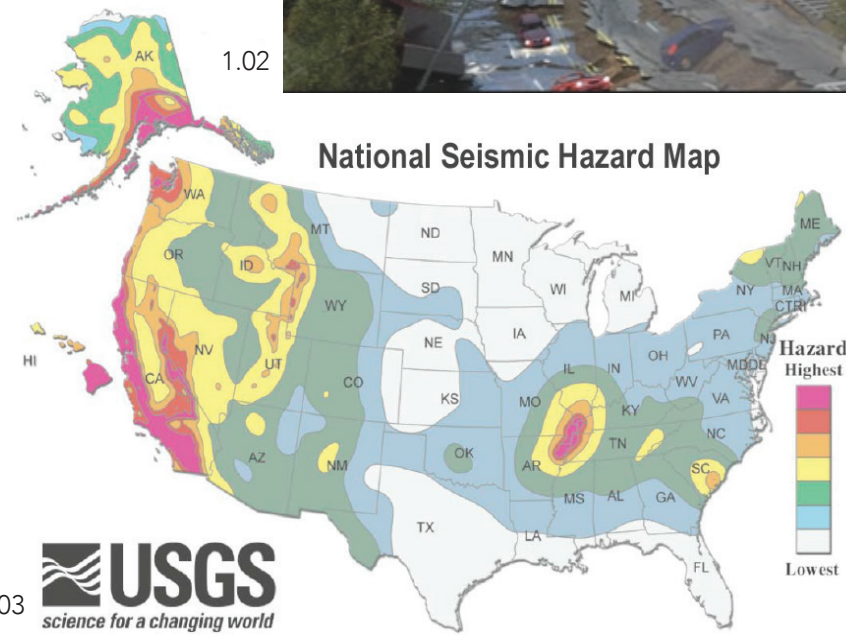 AK
1.02
National Seismic Hazard Map
WA
MT
ND
MN
ME
OR
ID
SD
WI
MI
VT
NH
NY
MA
CT
RI
WY
NE
IA
PA
NJ
HI
NV
UT
CO
IL
IN
OH
MD
DE
Hazard
Highest
CA
KS
MO
KY
WV
VA
AZ
NM
OK
AR
TN
NC
SC
MS
AL
GA
TX
LA
FL
Lowest
03
USGS
science for a changing world